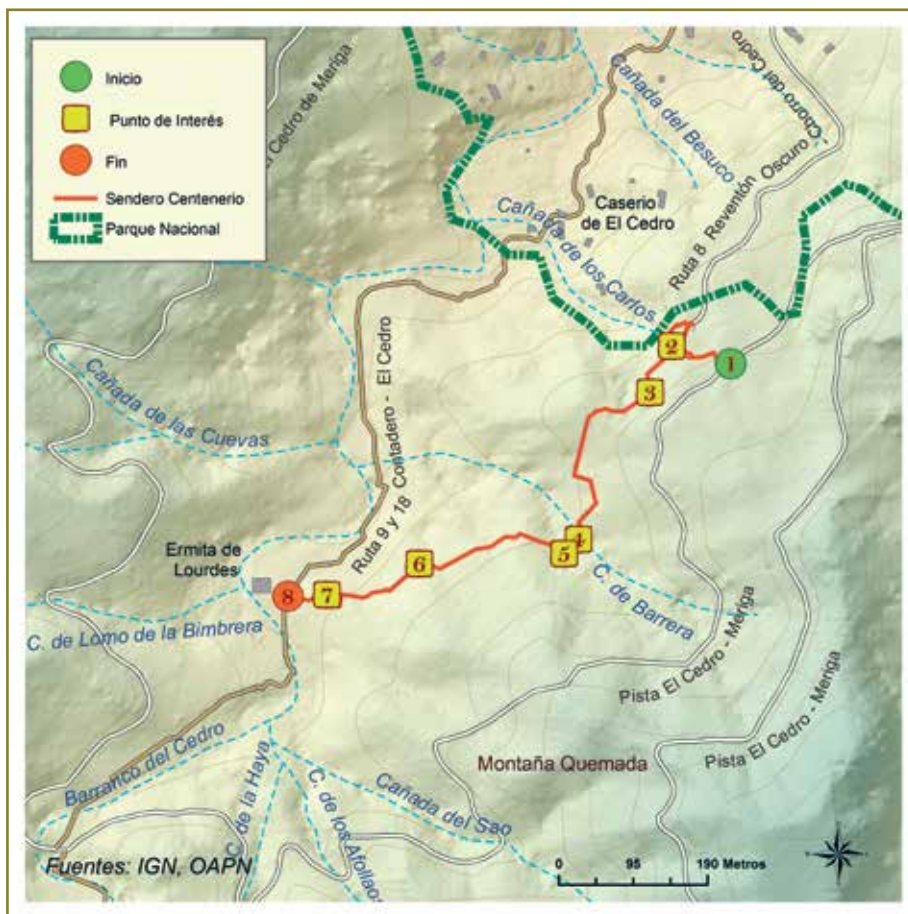 Inicio
Punto de Interés
Fin
Sendero Centenerio
Parque Nacional
El Cedro de Meriga
Cañada del Besuco
Chorro del Cedro
Ruta 8 Reventón Oscuro -
Caserio
de El Cedro
Cañada de los Carlos
1
2
3
Cañada de las Cuevas
Ruta 9 y 18 Contadero - El Cedro
4
5
6
7
8
Ermita de
Lourdes
C. de Barrera
C. de Lomo de la Bimbrera
Pista El Cedro - Meriga
Pista El Cedro - Meriga
Montaña Quemada
Barranco del Cedro
C. de la Haya
C. de los Afollaos
Cañada del Sao
Fuentes: IGN, OAPN
0 95 190 Metros